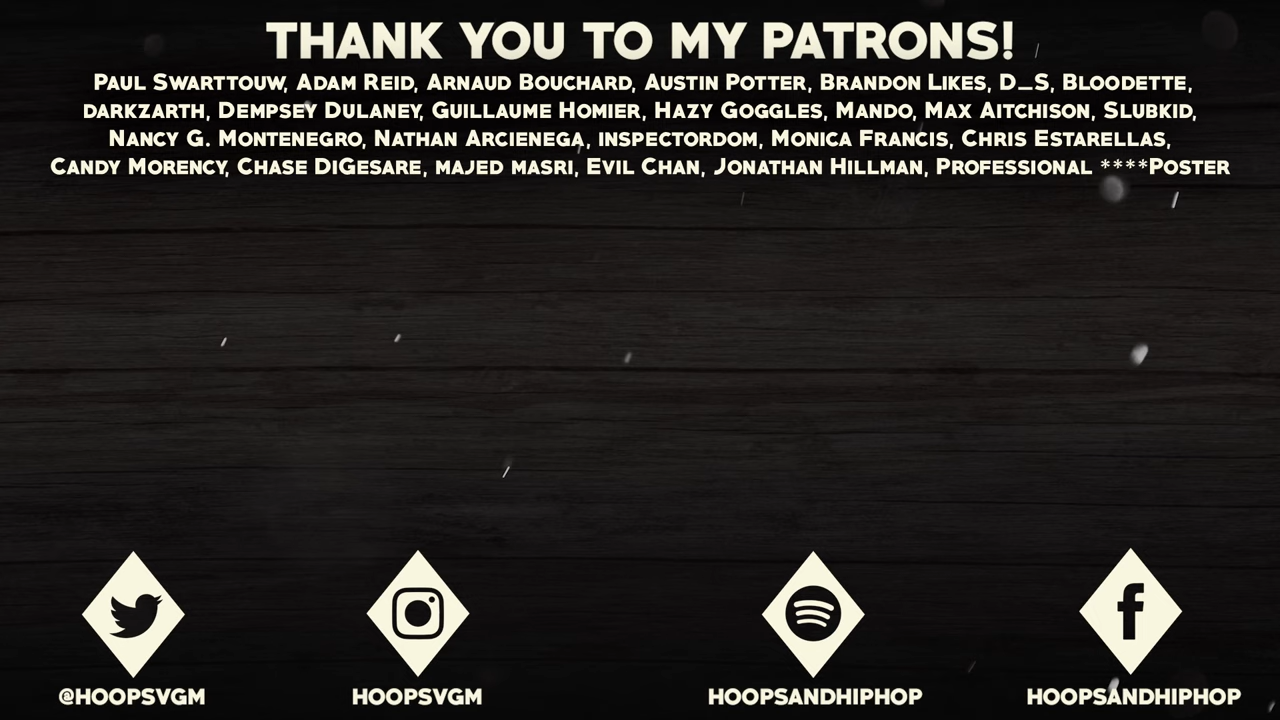 THANK YOU TO MY PATRONS!
PAUL SWARTTOUW, ADAM REID, ARNAUD BOUCHARD, AUSTIN POTTER, BRANDON LIKES, D_S, BLOODETTE,
DARKZARTH, DEMPSEY DULANEY, GUILLAUME HOMIER, HAZY GOGGLES, MANDO, MAX AITCHISON, SLUBKID,
NANCY G. MONTENEGRO, NATHAN ARCIENEGA, INSPECTORDOM, MONICA FRANCIS, CHRIS ESTARELLAS,
CANDY MORENCY, CHASE DIGESARE, MAJED MASRI, EVIL CHAN, JONATHAN HILLMAN, PROFESSIONAL ****POSTER
@HOOPSVGM
HOOPSVGM
HOOPSANDHIPHOP
HOOPSANDHIPHOP